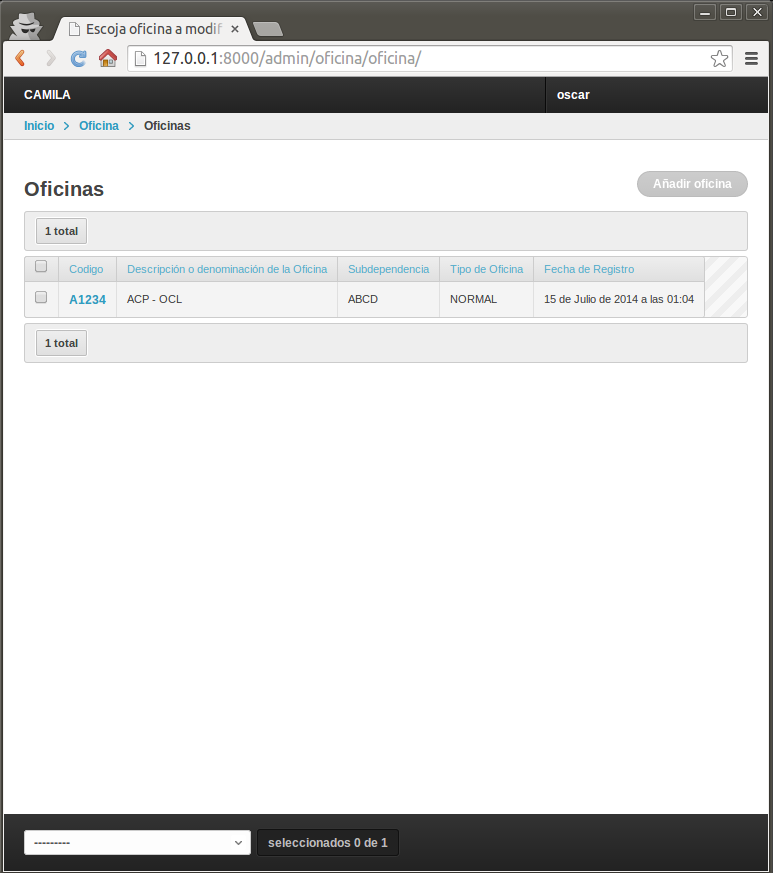 Escoja oficina a modif
127.0.0.1:8000/admin/oficina/oficina/
CAMILA
oscar
Inicio > Oficina > Oficinas
Oficinas
Añadir oficina
1 total
Codigo Descripción o denominación de la Oficina Subdependencia Tipo de Oficina Fecha de Registro
A1234 ACP - OCL ABCD NORMAL 15 de Julio de 2014 a las 01:04
1 total
---------
seleccionados 0 de 1